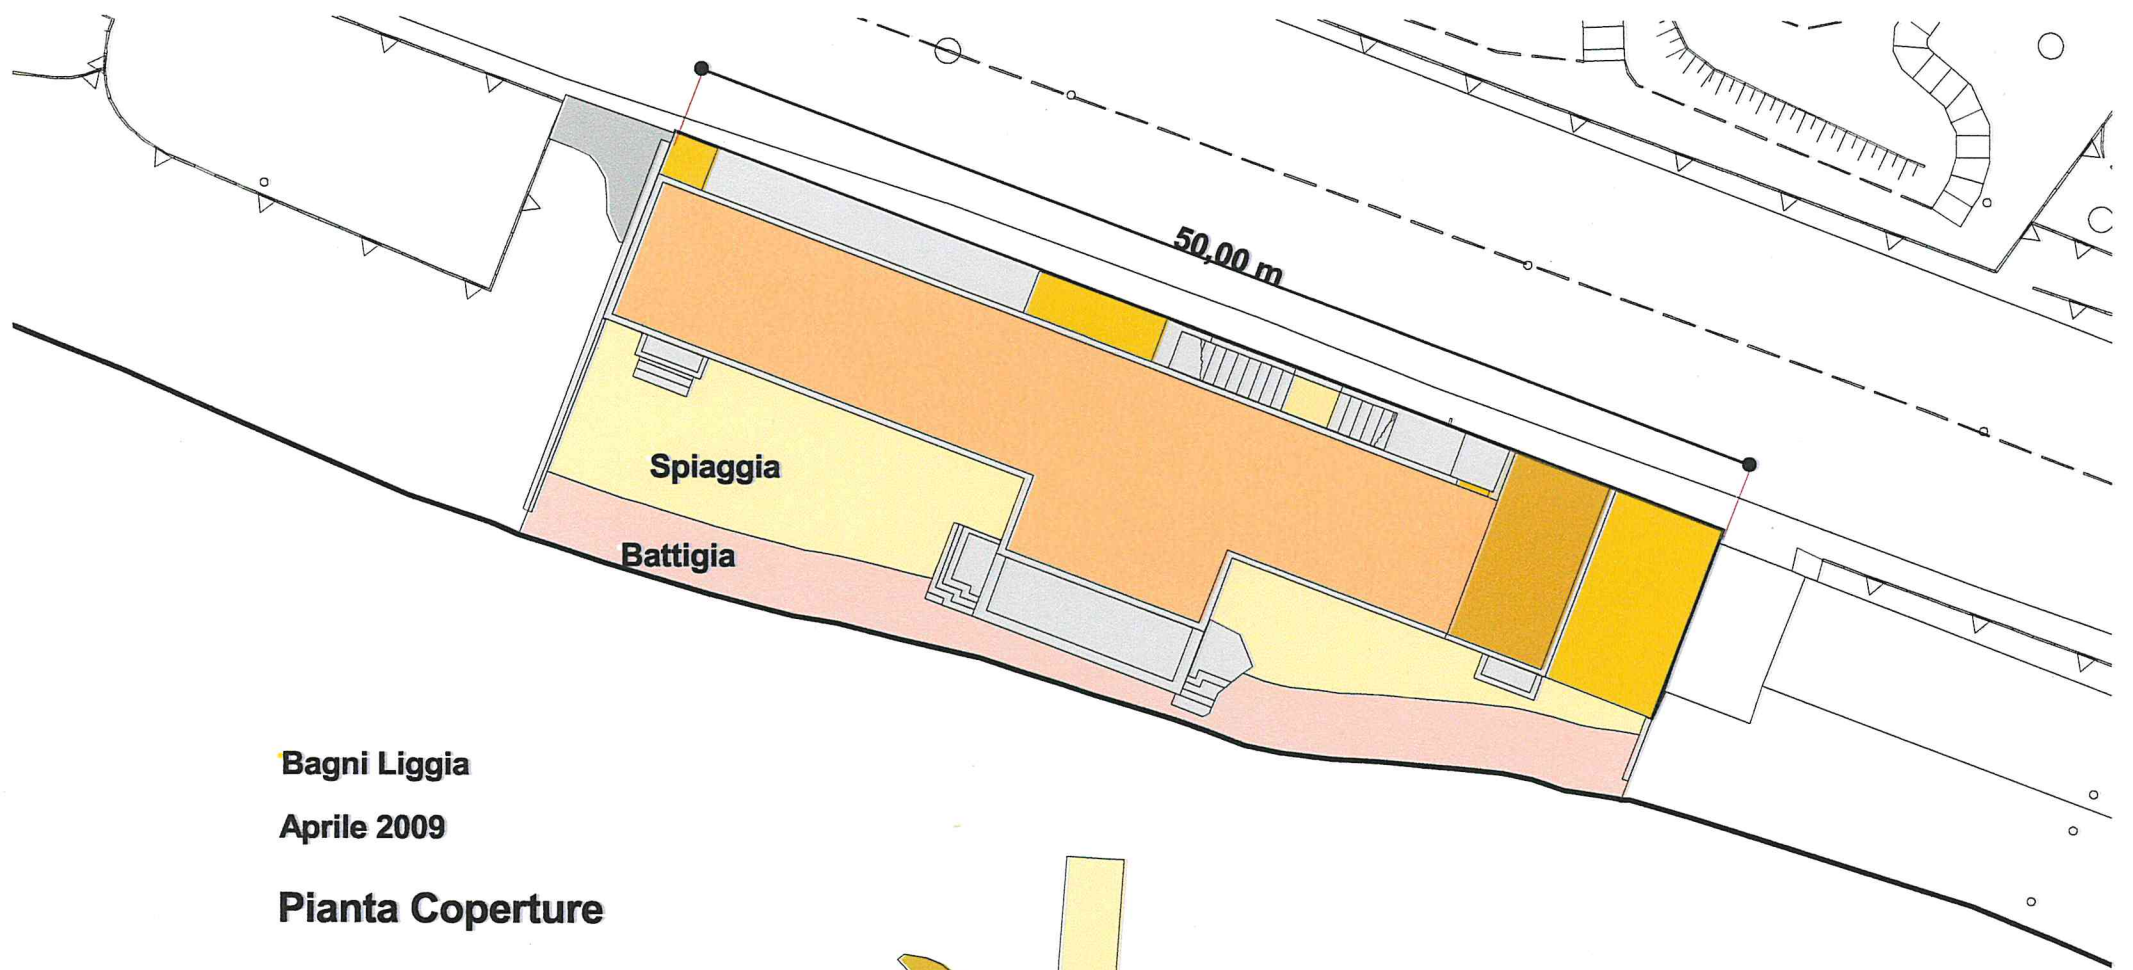 50,00 m
Spiaggia
Battigia
Bagni Liggia
Aprile 2009
Pianta Coperture